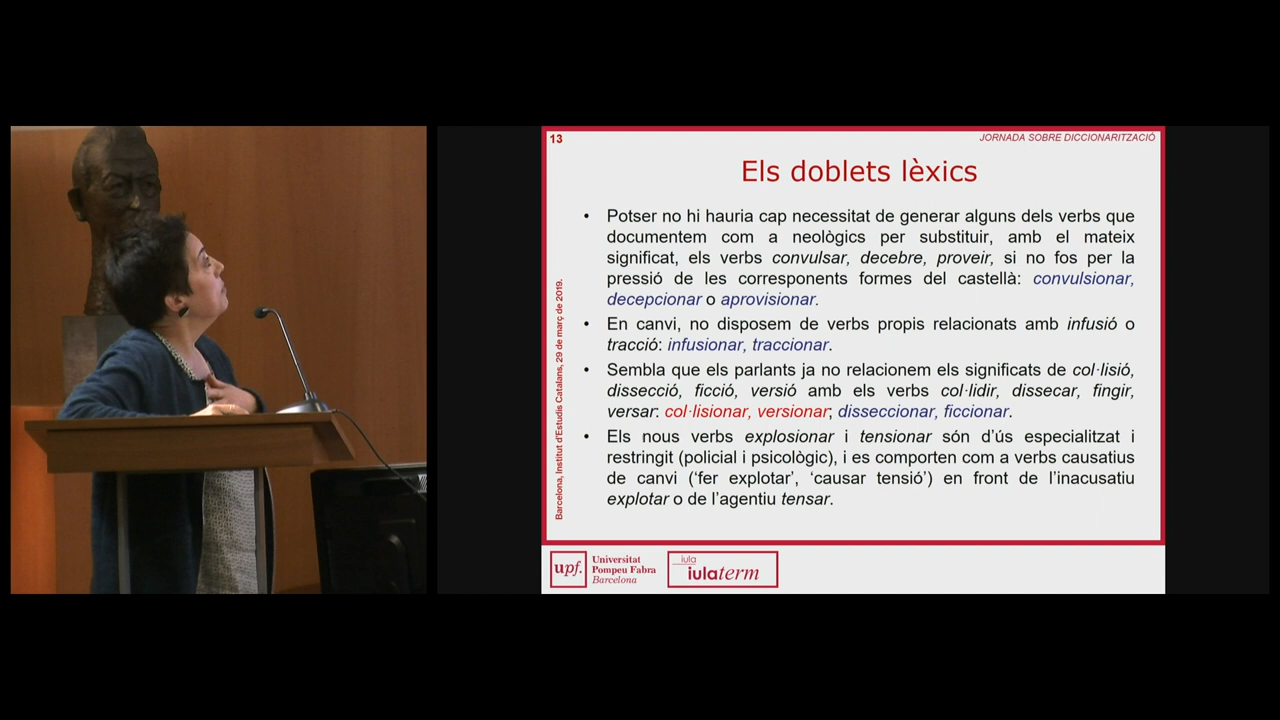 13
JORNADA SOBRE DICCIONARITZACIÓ
Els doblets lèxics
• Potser no hi hauria cap necessitat de generar alguns dels verbs que
documentem com a neològics per substituir, amb el mateix
significat, els verbs convulsar, decebre, proveir, si no fos per la
pressió de les corresponents formes del castellà: convulsionar,
decepcionar o aprovisionar.
• En canvi, no disposem de verbs propis relacionats amb infusió o
tracció: infusionar, traccionar.
• Sembla que els parlants ja no relacionem els significats de col·lisió,
dissecció, ficció, versió amb els verbs col·lidir, dissecar, fingir,
versar: col·lisionar, versionar; disseccionar, ficcionar.
• Els nous verbs explosionar i tensionar són d’ús especialitzat i
restringit (policial i psicològic), i es comporten com a verbs causatius
de canvi (‘fer explotar’, ‘causar tensió’) en front de l’inacusatiu
explotar o de l’agentiu tensar.
Barcelona, Institut d’Estudis Catalans, 29 de març de 2019.
upf.
Universitat
Pompeu Fabra
Barcelona
iula
iulaterm